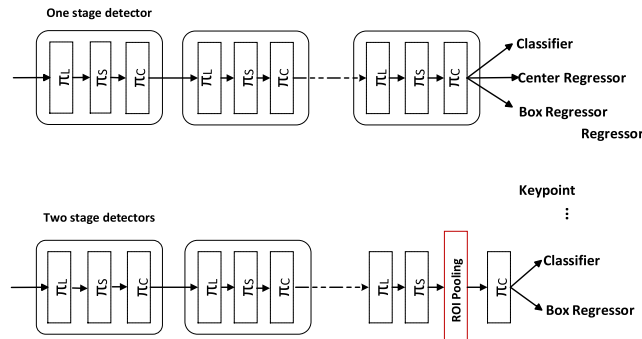 One stage detector
πL πS πC πL πS πC πL πS πC
Classifier
Center Regressor
Box Regressor
Regressor
Keypoint
⋮
Two stage detectors
πL πS πC πL πS πC πL πS ROI Pooling πC
Classifier
Box Regressor